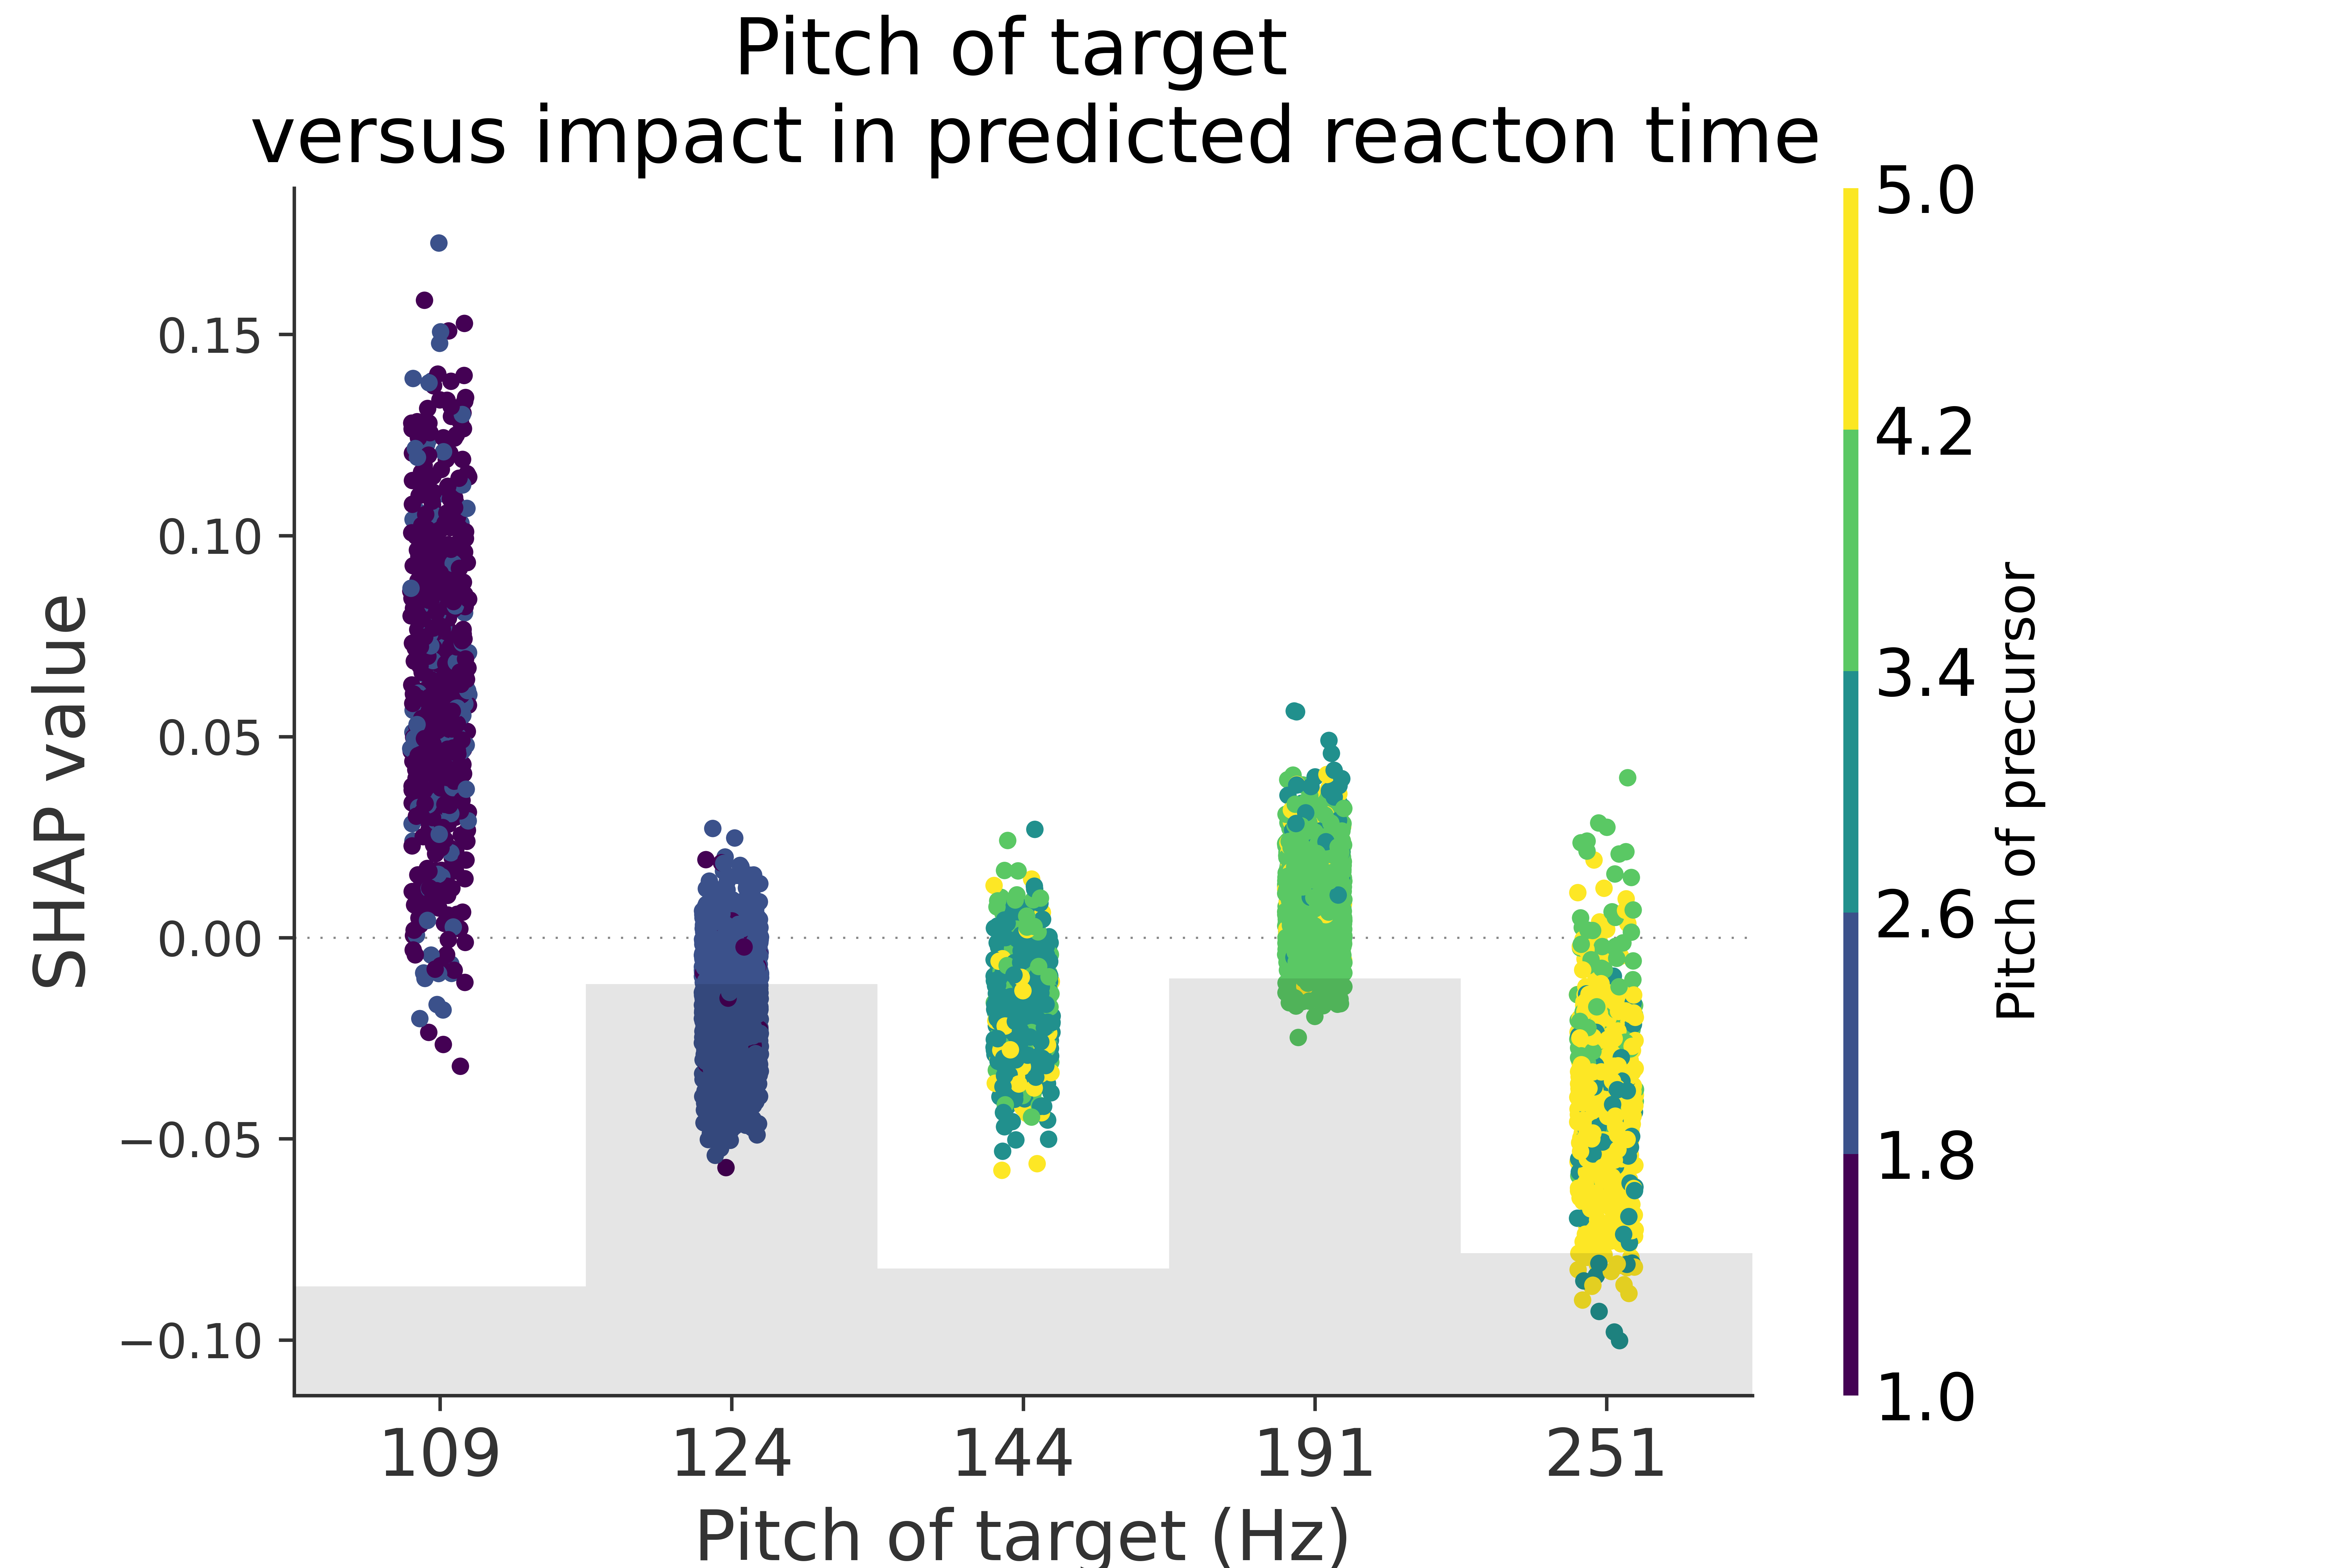 Pitch of target
versus impact in predicted reacton time
SHAP value
0.15
0.10
0.05
0.00
−0.05
−0.10
109 124 144 191 251
Pitch of target (Hz)
5.0
4.2
3.4
2.6
1.8
1.0
Pitch of precursor